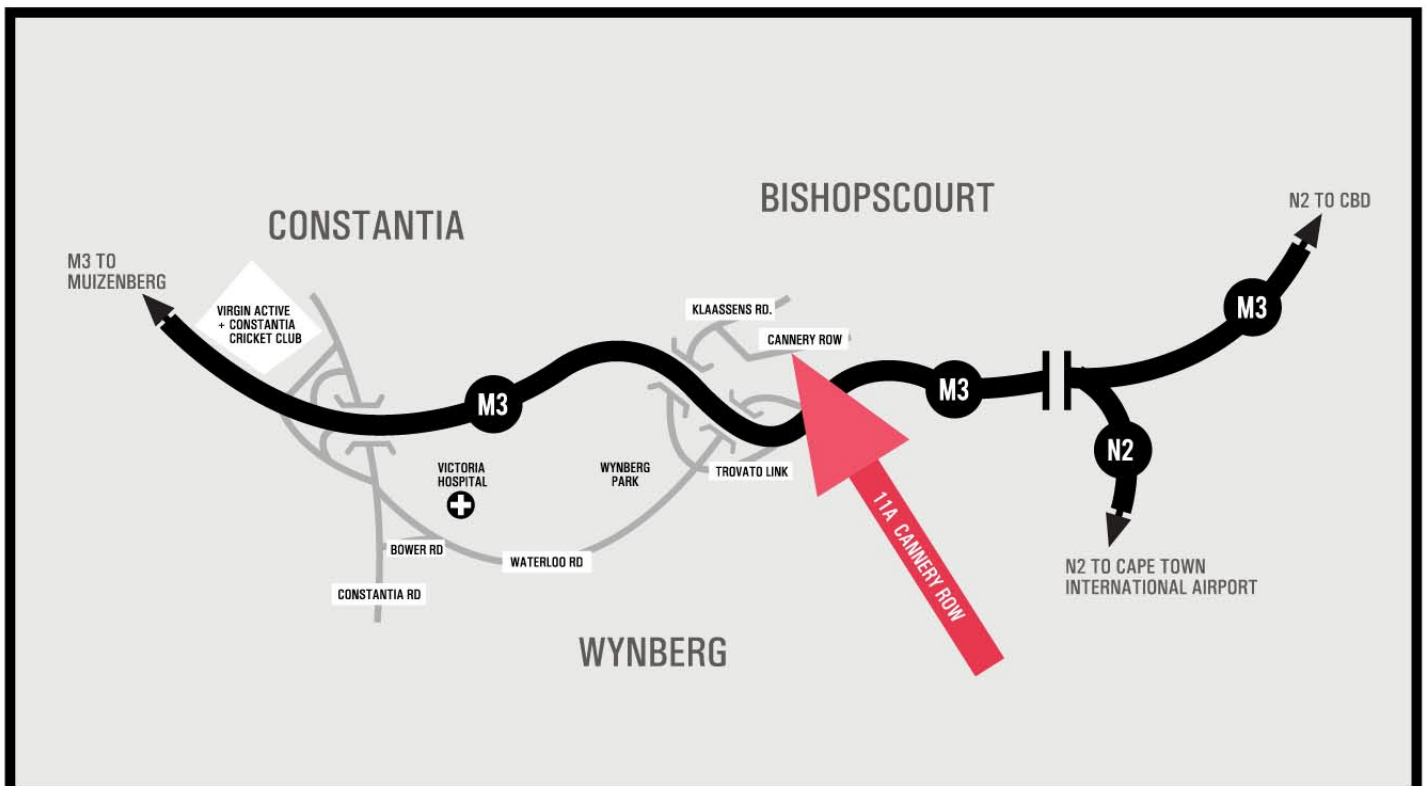 BISHOPSCOURT
N2 TO CBD
CONSTANTIA
M3 TO
MUIZENBERG
VIRGIN ACTIVE
+ CONSTANTIA
CRICKET CLUB
KLAASSENS RD.
CANNERY ROW
M3
M3
M3
N2
VICTORIA
HOSPITAL
WYNBERG
PARK
TROVATO LINK
11A CANNERY ROW
BOWER RD
WATERLOO RD
CONSTANTIA RD
N2 TO CAPE TOWN
INTERNATIONAL AIRPORT
WYNBERG